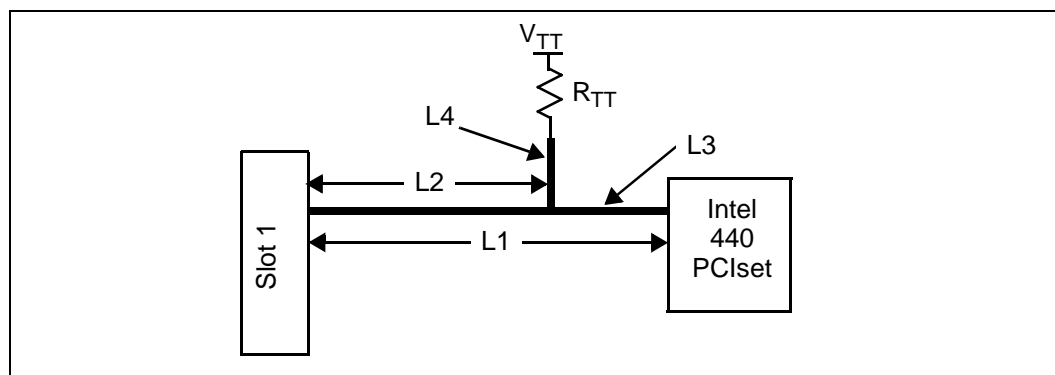 VTT
RTT
L4
L3
L2
L1
Slot 1
Intel
440
PCIset